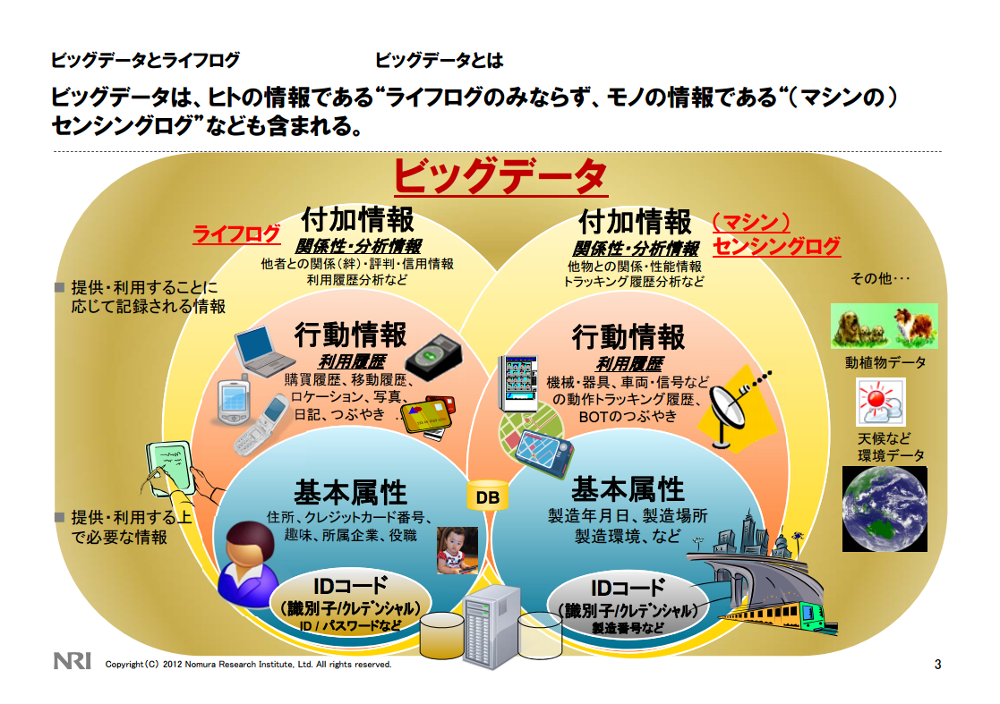 ビッグデータとライフログ
ビッグデータとは
ビッグデータは、ヒトの情報である“ライフログのみならず、モノの情報である“（マシンの）
センシングログ”なども含まれる。
ビッグデータ
ライフログ
付加情報
関係性・分析情報
他者との関係（絆）・評判・信用情報
利用履歴分析など
付加情報
関係性・分析情報
他物との関係・性能情報
トラッキング履歴分析など
（マシン）
センシングログ
その他・・・
提供・利用することに
応じて記録される情報
行動情報
利用履歴
購買履歴、移動履歴、
ロケーション、写真、
日記、つぶやき ..
行動情報
利用履歴
機械・器具、車両・信号など
の動作トラッキング履歴、
BOTのつぶやき
動植物データ
天候など
環境データ
基本属性
住所、クレジットカード番号、
趣味、所属企業、役職
DB
基本属性
製造年月日、製造場所
製造環境、など
提供・利用する上
で必要な情報
IDコード
（識別子/クレデンシャル）
ID / パスワードなど
IDコード
（識別子/クレデンシャル）
製造番号など
NRI
Copyright（C） 2012 Nomura Research Institute, Ltd. All rights reserved.
3